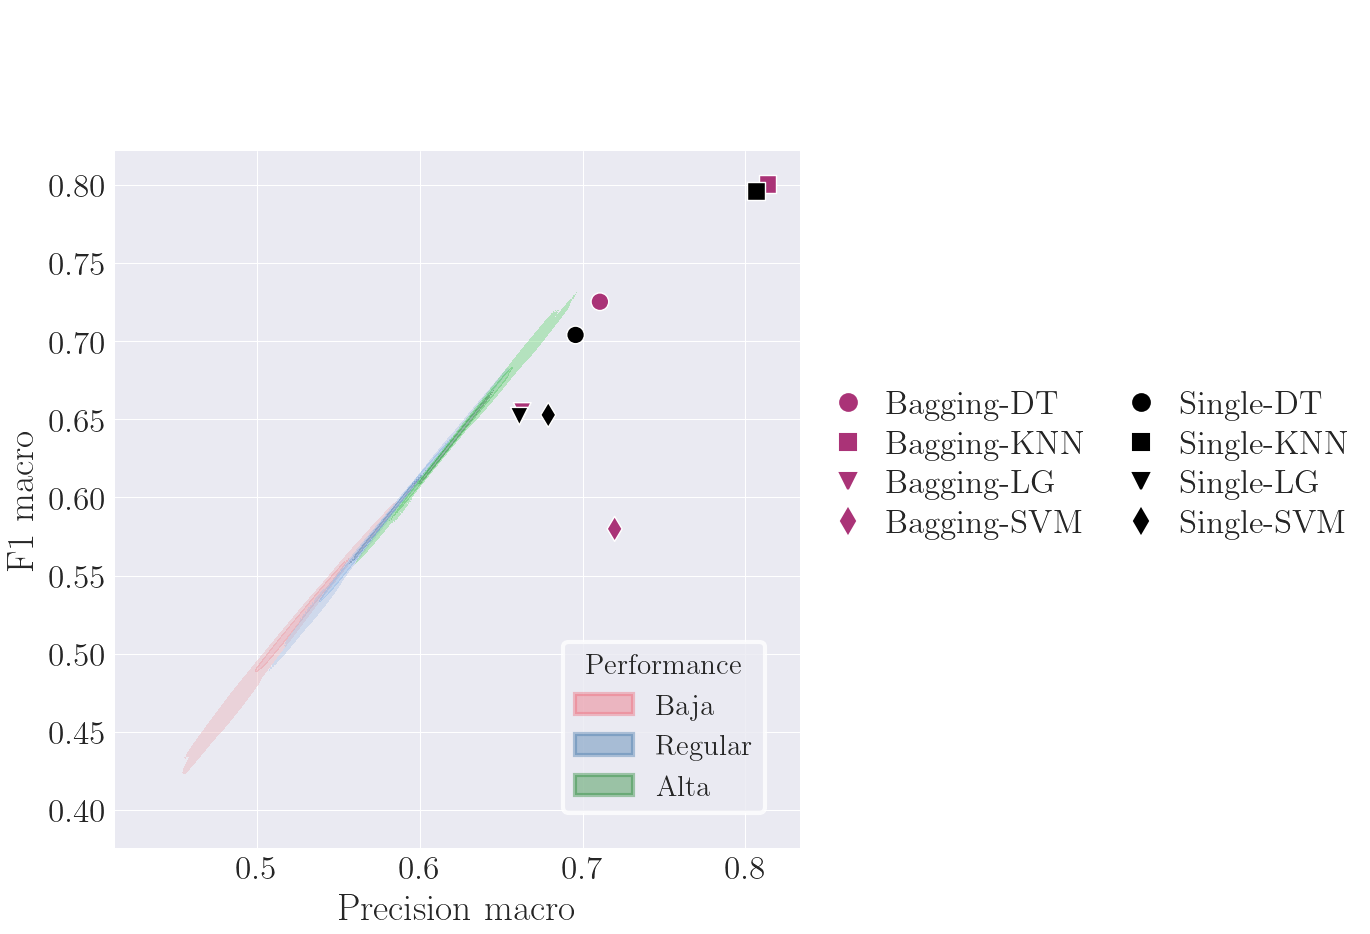 0.80
0.75
0.70
0.65
0.60
0.55
0.50
0.45
0.40
F1 macro
0.5 0.6 0.7 0.8
Precision macro
Performance
Baja
Regular
Alta
Bagging-DT
Bagging-KNN
Bagging-LG
Bagging-SVM
Single-DT
Single-KNN
Single-LG
Single-SVM